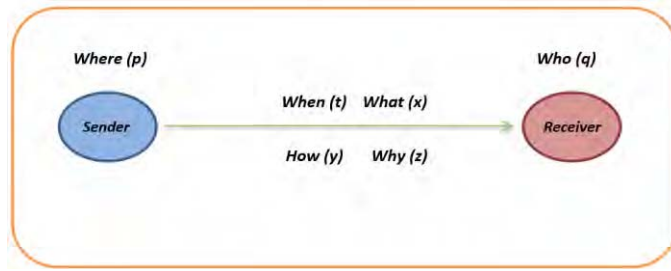 Where (p)
Who (q)
When (t) What (x)
Sender
Receiver
How (y) Why (z)